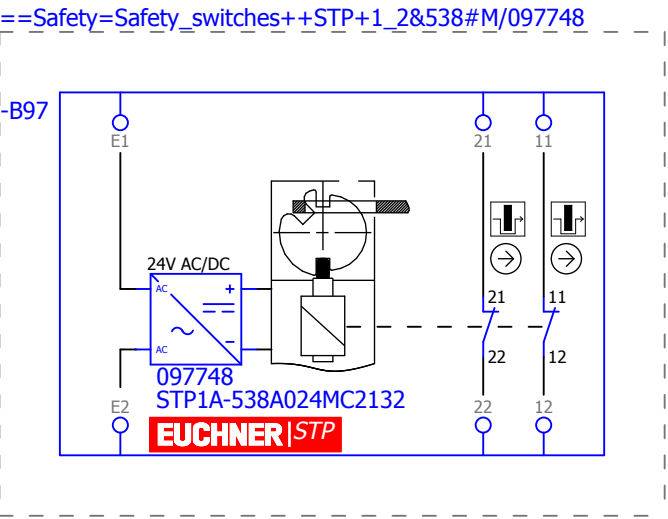 ==Safety=Safety_switches++STP+1_2&538#M/097748
-B97
E1
21
11
24V AC/DC
AC
+
21
11
AC
-
22
12
097748
STP1A-538A024MC2132
E2
22
12
EUCHNER STP